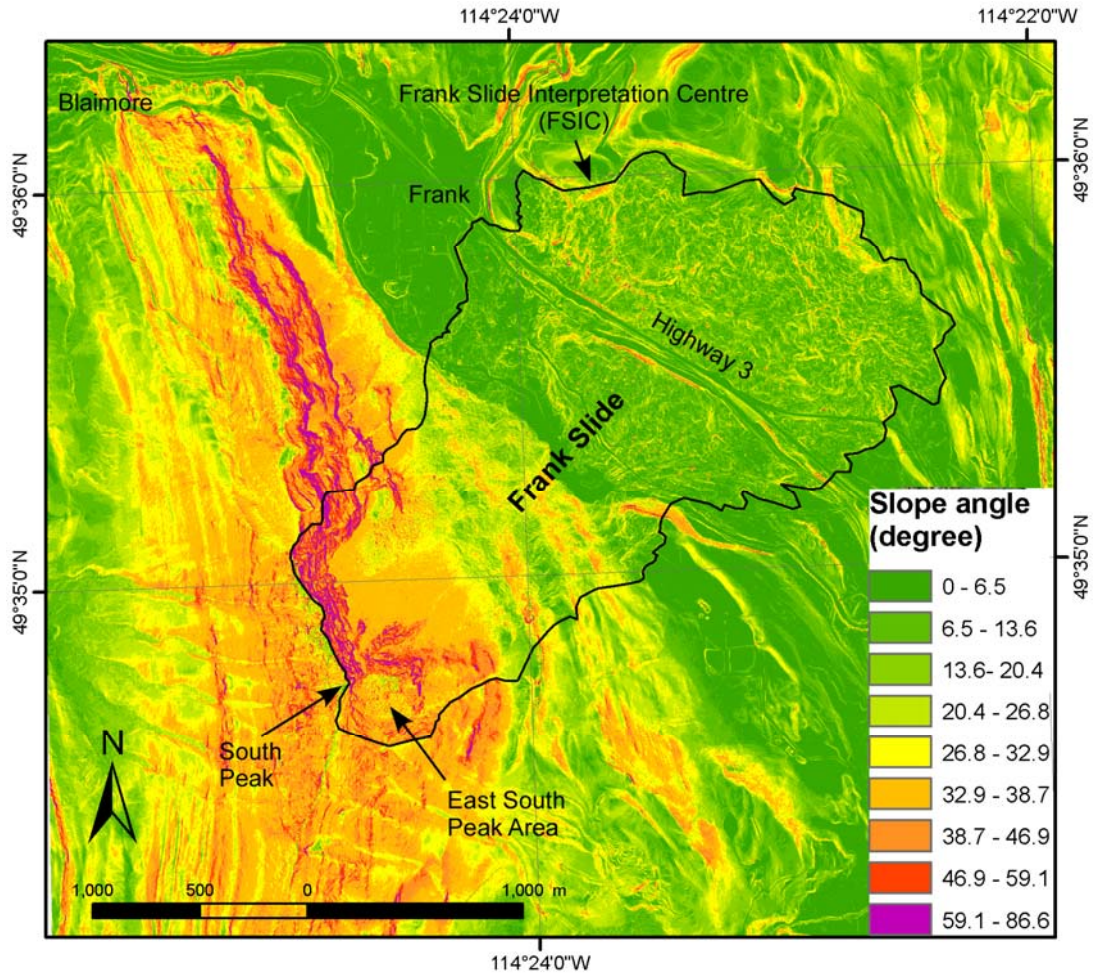 114°24'0"W
114°22'0"W
Blaimore
Frank Slide Interpretation Centre
(FSIC)
49°36'0"N
49°36'0"N
Frank
Highway 3
Frank Slide
49°35'0"N
49°35'0"N
South
Peak
East South
Peak Area
N
1,000
500
0
1,000 m
Slope angle
(degree)
0 - 6.5
6.5 - 13.6
13.6- 20.4
20.4 - 26.8
26.8 - 32.9
32.9 - 38.7
38.7 - 46.9
46.9 - 59.1
59.1 - 86.6
114°24'0"W